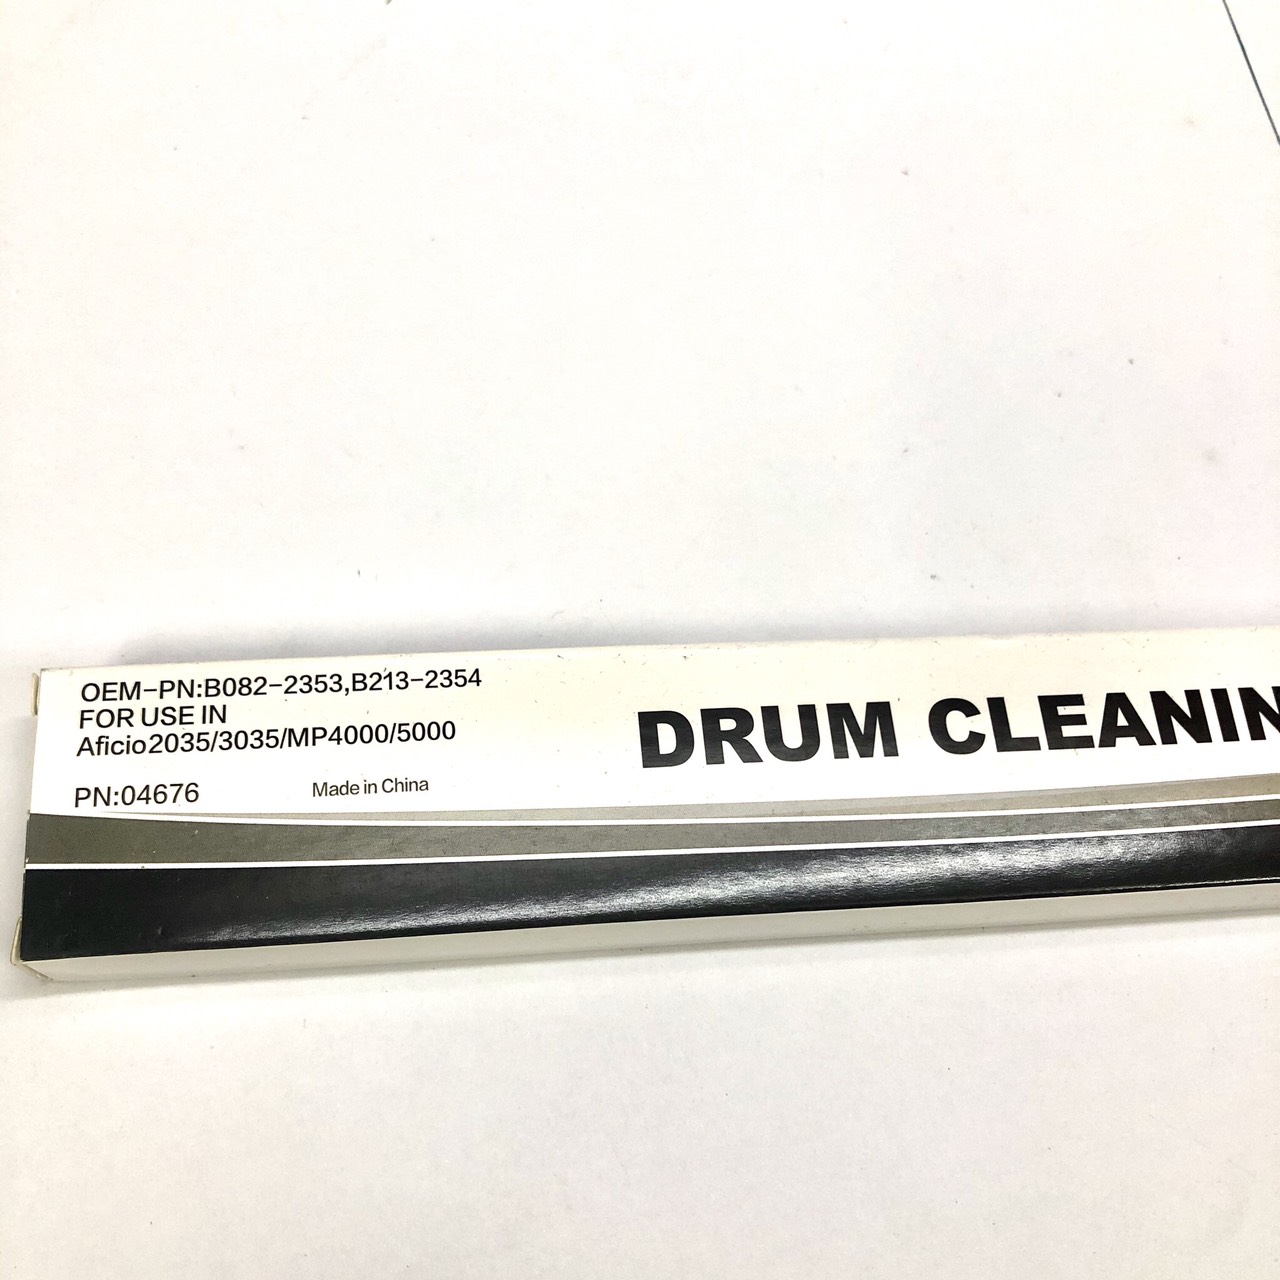 OEM-PN:B082-2353,B213-2354
FOR USE IN
Aficio2035/3035/MP4000/5000
PN:04676
Made in China
DRUM CLEANIN